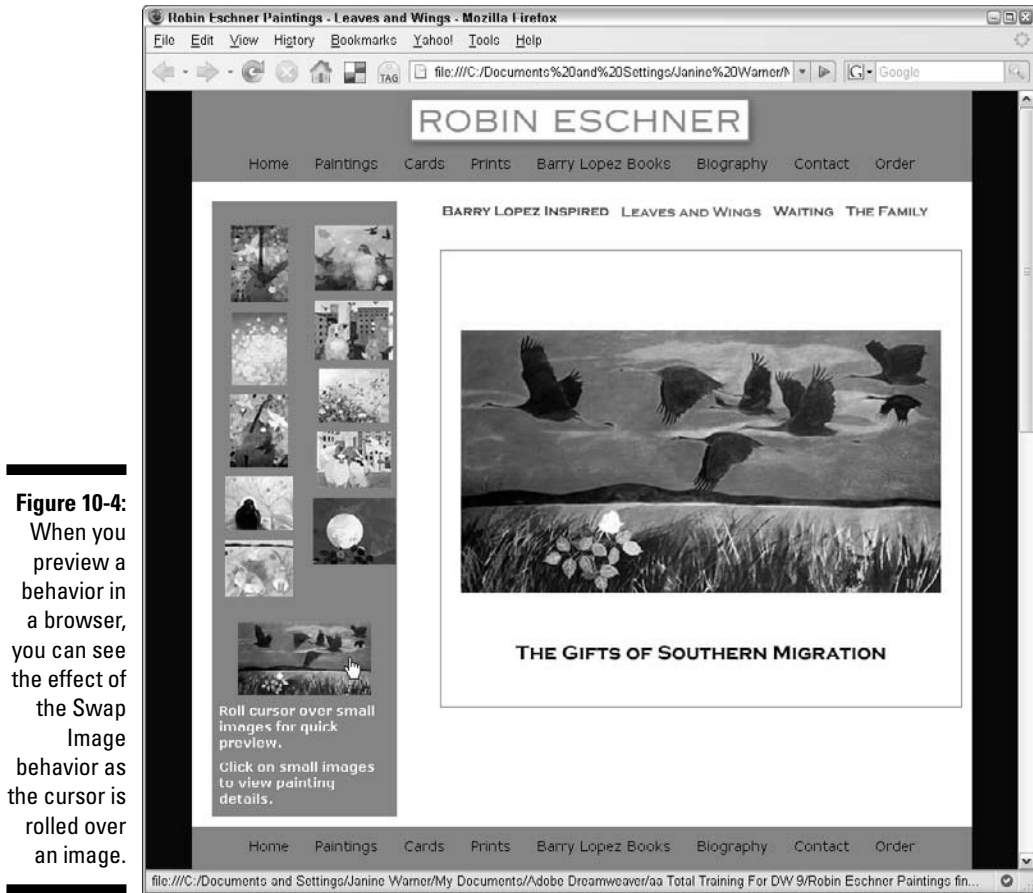 Robin Eschner Paintings - Leaves and Wings - Mozilla Firefox
File Edit View History Bookmarks Yahoo! Tools Help
TAG file:///C:/Documents%20and%20Settings/Janine%20Warner/M G Google
ROBIN ESCHNER
Home Paintings Cards Prints Barry Lopez Books Biography Contact Order
BARRY LOPEZ INSPIRED LEAVES AND WINGS WAITING THE FAMILY
THE GIFTS OF SOUTHERN MIGRATION
Roll cursor over small
images for quick
preview.
Click on small images
to view painting
details.
Home Paintings Cards Prints Barry Lopez Books Biography Contact Order
file:///C:/Documents and Settings/Janine Warner/My Documents/Adobe Dreamweaver/aa Total Training For DW 9/Robin Eschner Paintings fin...
Figure 10-4:
When you
preview a
behavior in
a browser,
you can see
the effect of
the Swap
Image
behavior as
the cursor is
rolled over
an image.